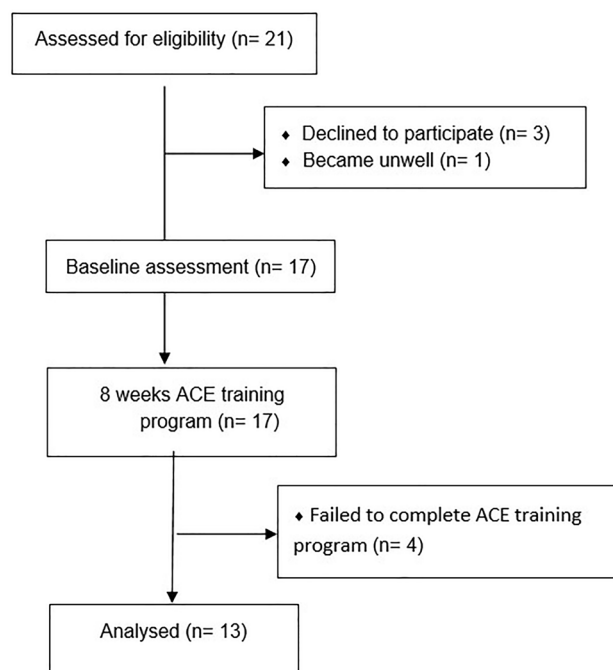 Assessed for eligibility (n= 21)
♦ Declined to participate (n= 3)
♦ Became unwell (n= 1)
Baseline assessment (n= 17)
8 weeks ACE training
program (n= 17)
♦ Failed to complete ACE training
program (n= 4)
Analysed (n= 13)